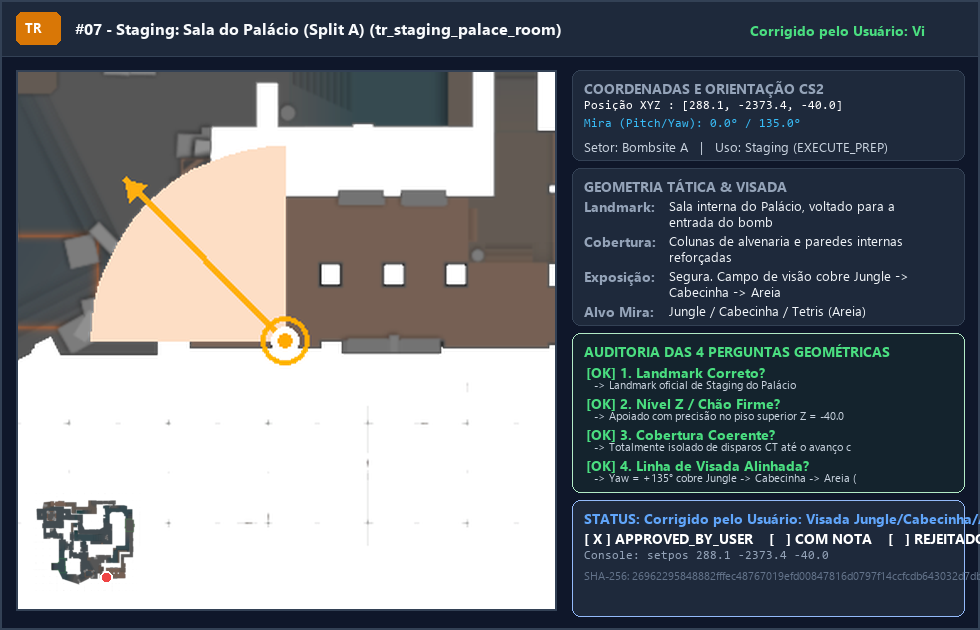 TR
#07 - Staging: Sala do Palácio (Split A) (tr_staging_palace_room)
Corrigido pelo Usuário: Vi
COORDENADAS E ORIENTAÇÃO CS2
Posição XYZ : [288.1, -2373.4, -40.0]
Mira (Pitch/Yaw): 0.0° / 135.0°
Setor: Bombsite A | Uso: Staging (EXECUTE_PREP)
GEOMETRIA TÁTICA & VISADA
Landmark: Sala interna do Palácio, voltado para a
entrada do bomb
Cobertura: Colunas de alvenaria e paredes internas
reforçadas
Exposição: Segura. Campo de visão cobre Jungle ->
Cabecinha -> Areia
Alvo Mira: Jungle / Cabecinha / Tetris (Areia)
AUDITORIA DAS 4 PERGUNTAS GEOMÉTRICAS
[OK] 1. Landmark Correto?
-> Landmark oficial de Staging do Palácio
[OK] 2. Nível Z / Chão Firme?
-> Apoiado com precisão no piso superior Z = -40.0
[OK] 3. Cobertura Coerente?
-> Totalmente isolado de disparos CT até o avanço c
[OK] 4. Linha de Visada Alinhada?
-> Yaw = +135° cobre Jungle -> Cabecinha -> Areia (
STATUS: Corrigido pelo Usuário: Visada Jungle/Cabecinha/
[ X ] APPROVED_BY_USER [ ] COM NOTA [ ] REJEITADO
Console: setpos 288.1 -2373.4 -40.0
SHA-256: